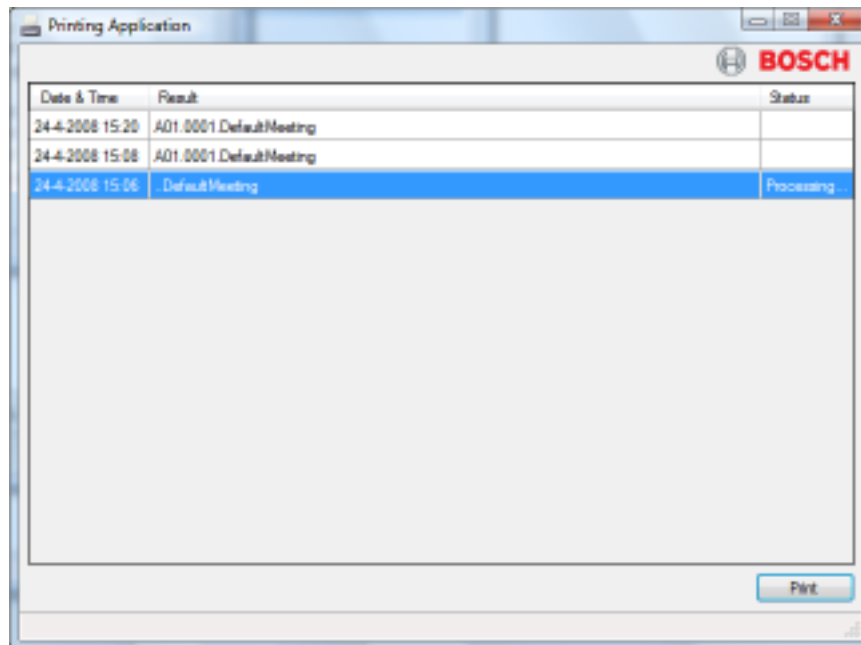 Printing Application
BOSCH
Date & Time Result Status
24-4-2008 15:20 A01.0001.DefaultMeeting
24-4-2008 15:08 A01.0001.DefaultMeeting
24-4-2008 15:06 ..DefaultMeeting Processing...
Print